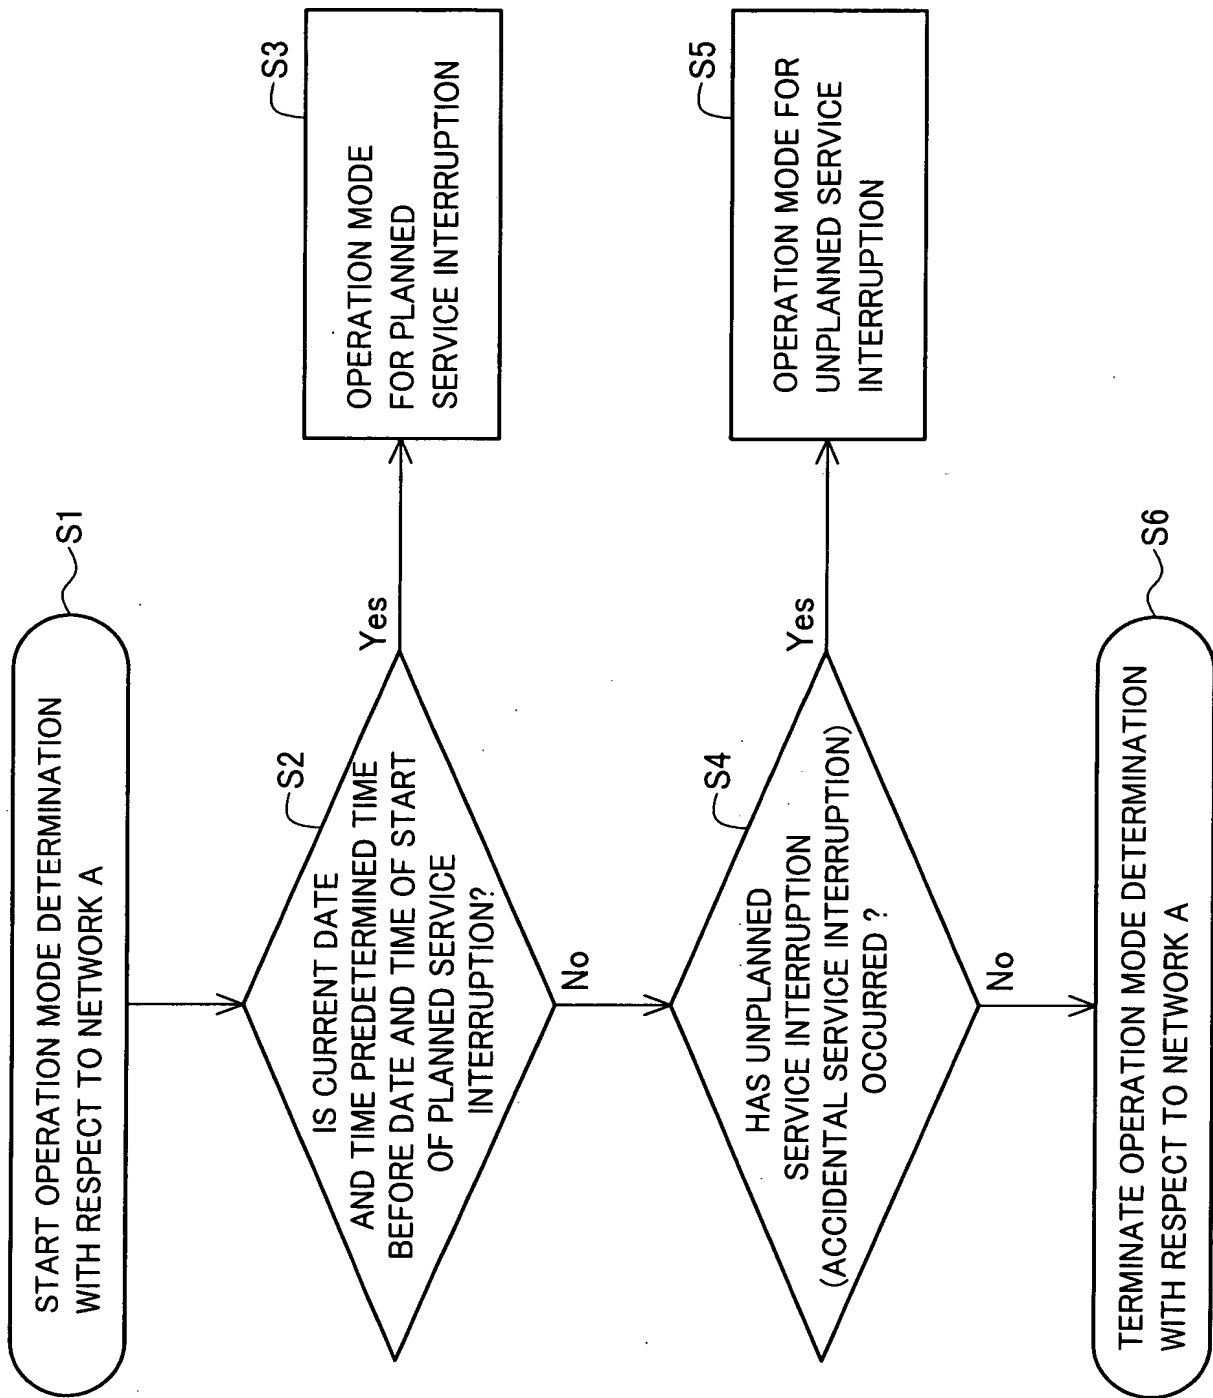 S1
START OPERATION MODE DETERMINATION
WITH RESPECT TO NETWORK A
S2
IS CURRENT DATE
AND TIME PREDETERMINED TIME
BEFORE DATE AND TIME OF START
OF PLANNED SERVICE
INTERRUPTION?
Yes
S3
OPERATION MODE
FOR PLANNED
SERVICE INTERRUPTION
No
S4
HAS UNPLANNED
SERVICE INTERRUPTION
(ACCIDENTAL SERVICE INTERRUPTION)
OCCURRED ?
Yes
S5
OPERATION MODE FOR
UNPLANNED SERVICE
INTERRUPTION
No
S6
TERMINATE OPERATION MODE DETERMINATION
WITH RESPECT TO NETWORK A